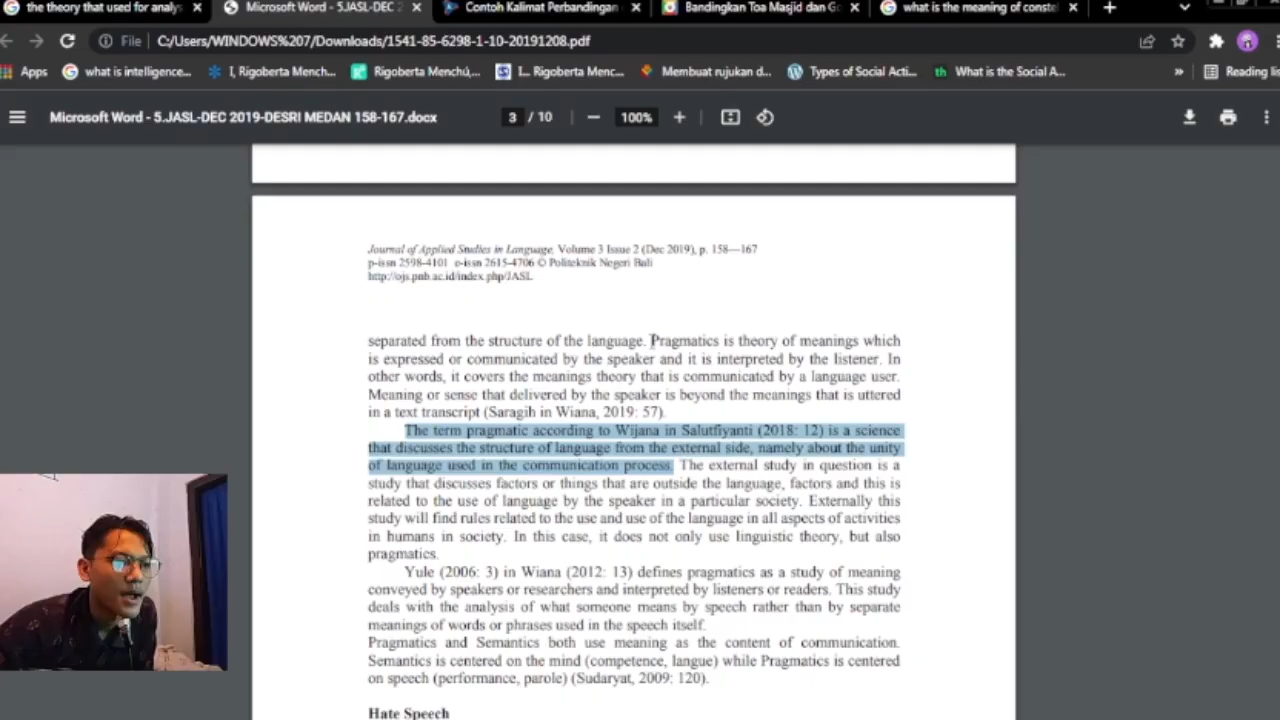 the theory that used for analys
Microsoft Word - 5.JASL-DEC 2
Contoh Kalimat Perbandingan
Bandingkan Toa Masjid dan Go
what is the meaning of conste
File C:/Users/WINDOWS%207/Downloads/1541-85-6298-1-10-20191208.pdf
Apps
what is intelligence...
I, Rigoberta Mench...
Rigoberta Menchú,...
I... Rigoberta Menc...
Membuat rujukan d...
Types of Social Acti...
What is the Social A...
»
Reading lis
Microsoft Word - 5.JASL-DEC 2019-DESRI MEDAN 158-167.docx
3 / 10
100%
Journal of Applied Studies in Language, Volume 3 Issue 2 (Dec 2019), p. 158—167
p-issn 2598-4101 e-issn 2615-4706 © Politeknik Negeri Bali
http://ojs.pnb.ac.id/index.php/JASL
separated from the structure of the language. Pragmatics is theory of meanings which
is expressed or communicated by the speaker and it is interpreted by the listener. In
other words, it covers the meanings theory that is communicated by a language user.
Meaning or sense that delivered by the speaker is beyond the meanings that is uttered
in a text transcript (Saragih in Wiana, 2019: 57).
The term pragmatic according to Wijana in Salutfiyanti (2018: 12) is a science
that discusses the structure of language from the external side, namely about the unity
of language used in the communication process. The external study in question is a
study that discusses factors or things that are outside the language, factors and this is
related to the use of language by the speaker in a particular society. Externally this
study will find rules related to the use and use of the language in all aspects of activities
in humans in society. In this case, it does not only use linguistic theory, but also
pragmatics.
Yule (2006: 3) in Wiana (2012: 13) defines pragmatics as a study of meaning
conveyed by speakers or researchers and interpreted by listeners or readers. This study
deals with the analysis of what someone means by speech rather than by separate
meanings of words or phrases used in the speech itself.
Pragmatics and Semantics both use meaning as the content of communication.
Semantics is centered on the mind (competence, langue) while Pragmatics is centered
on speech (performance, parole) (Sudaryat, 2009: 120).
Hate Speech